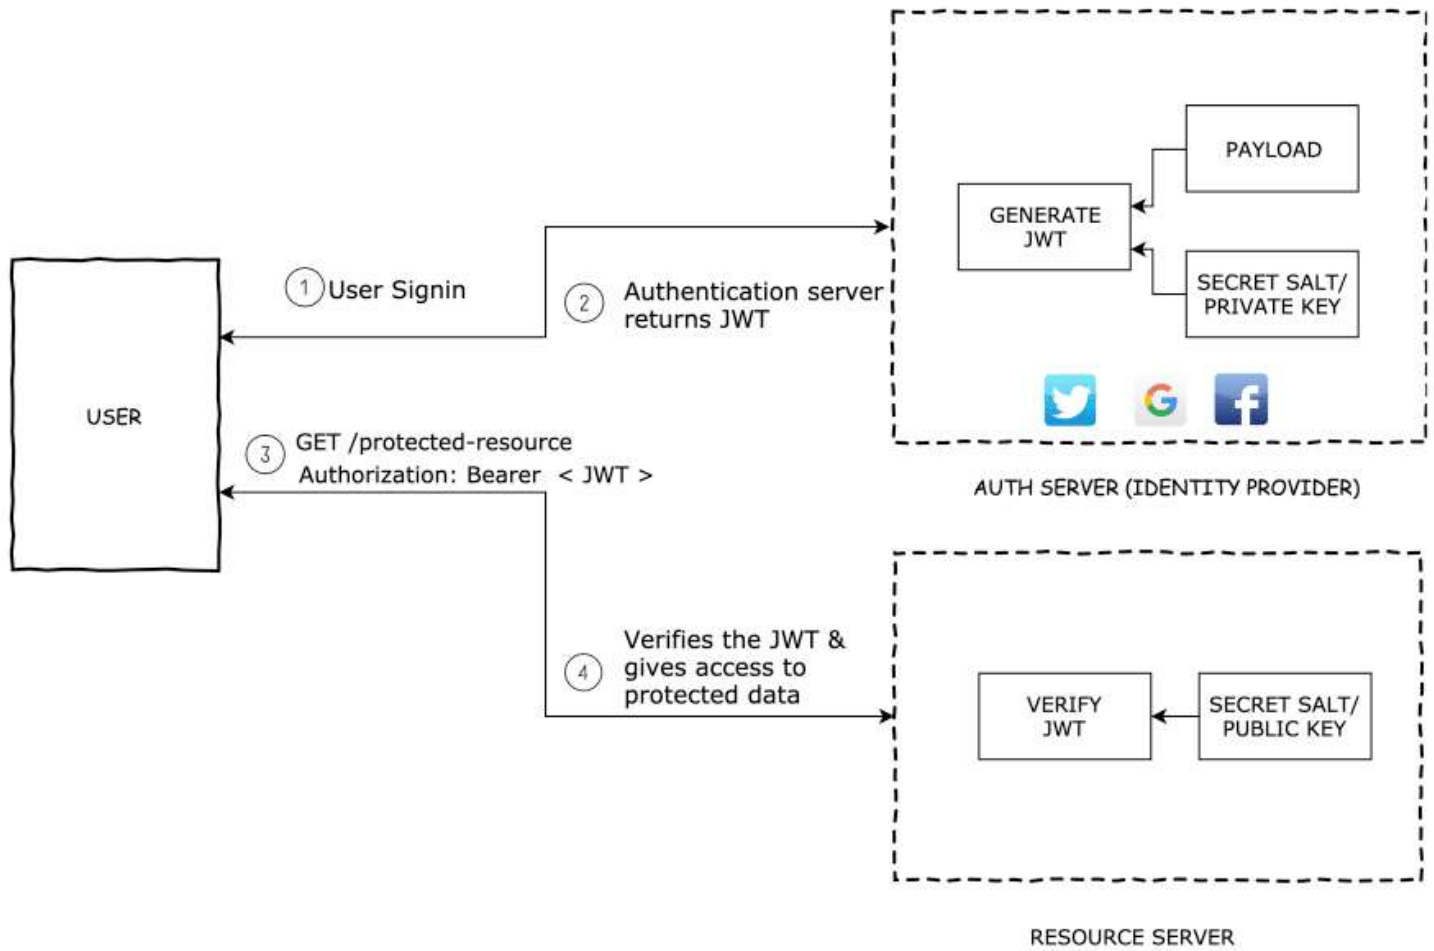 PAYLOAD
GENERATE
JWT
SECRET SALT/
PRIVATE KEY
1 User Signin
2 Authentication server
returns JWT
USER
3 GET /protected-resource
Authorization: Bearer < JWT >
AUTH SERVER (IDENTITY PROVIDER)
4 Verifies the JWT &
gives access to
protected data
VERIFY
JWT
SECRET SALT/
PUBLIC KEY
RESOURCE SERVER